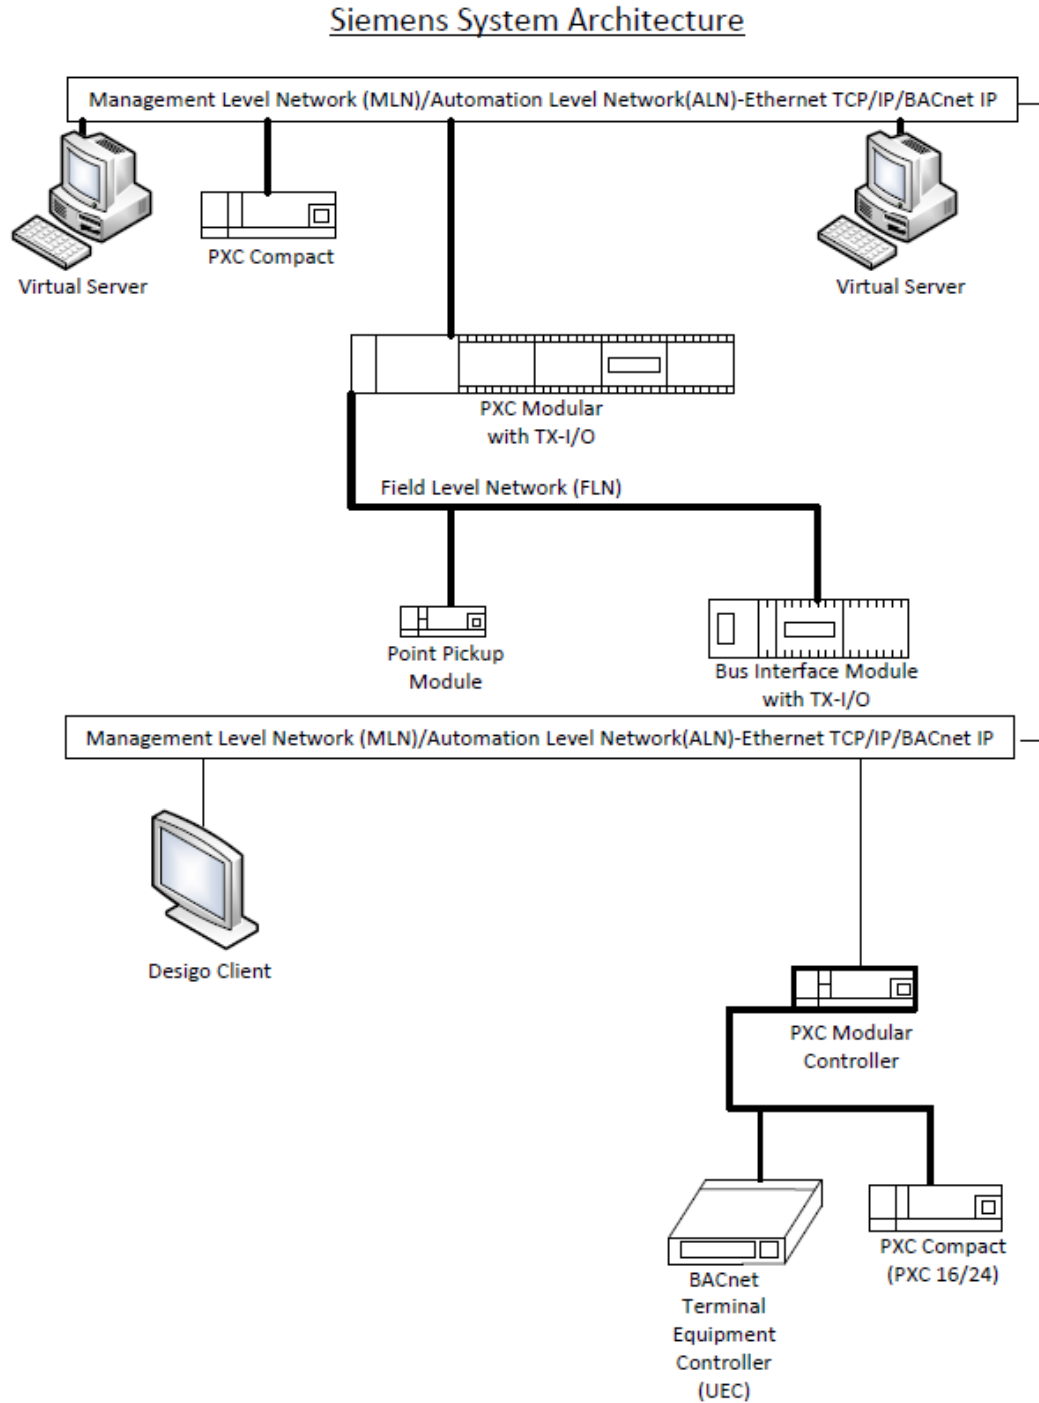 Siemens System Architecture
Management Level Network (MLN)/Automation Level Network(ALN)-Ethernet TCP/IP/BACnet IP
PXC Compact
Virtual Server
Virtual Server
PXC Modular
with TX-I/O
Field Level Network (FLN)
Point Pickup
Module
Bus Interface Module
with TX-I/O
Management Level Network (MLN)/Automation Level Network(ALN)-Ethernet TCP/IP/BACnet IP
Desigo Client
PXC Modular
Controller
PXC Compact
(PXC 16/24)
BACnet
Terminal
Equipment
Controller
(UEC)